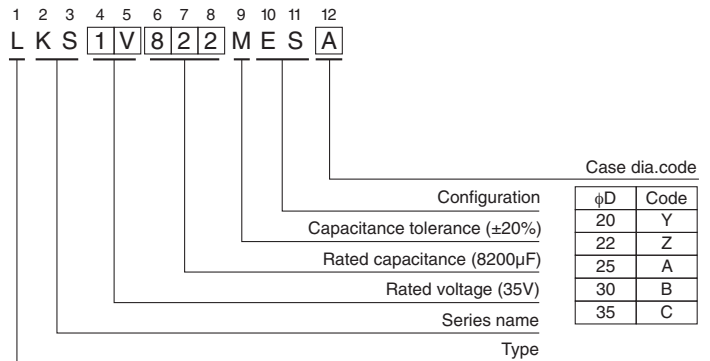 1 2 3 4 5 6 7 8 9 10 11 12
L K S 1 V 8 2 2 M E S A
Case dia.code
Configuration
Capacitance tolerance (±20%)
Rated capacitance (8200µF)
Rated voltage (35V)
Series name
Type
ϕD Code
20 Y
22 Z
25 A
30 B
35 C